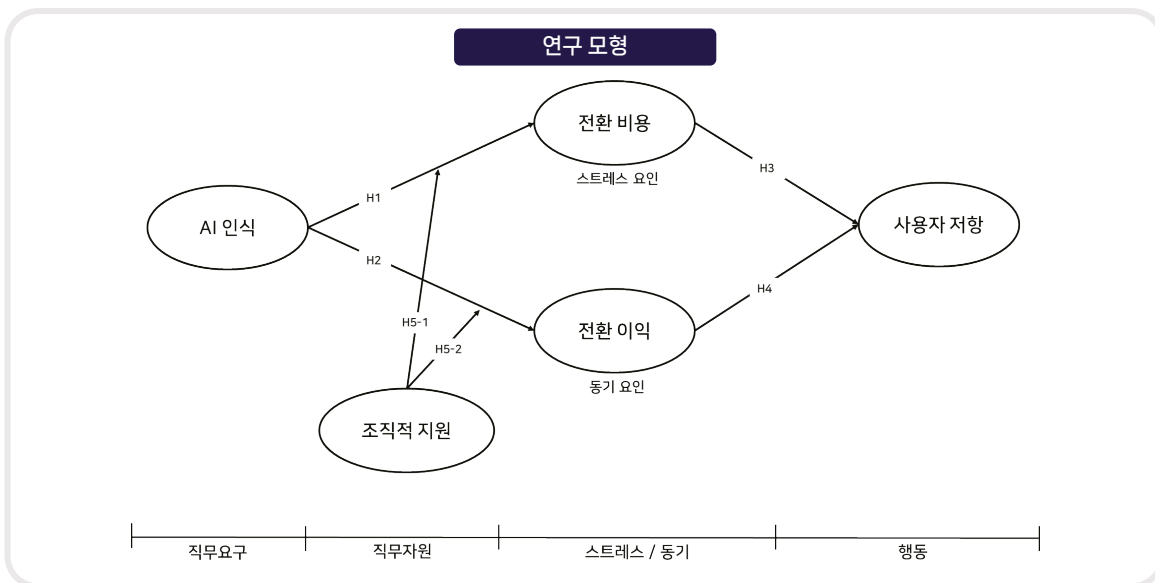 연구 모형
전환 비용
스트레스 요인
H3
H1
AI 인식
사용자 저항
H2
H4
H5-1
전환 이익
H5-2
동기 요인
조직적 지원
직무요구
직무자원
스트레스 / 동기
행동